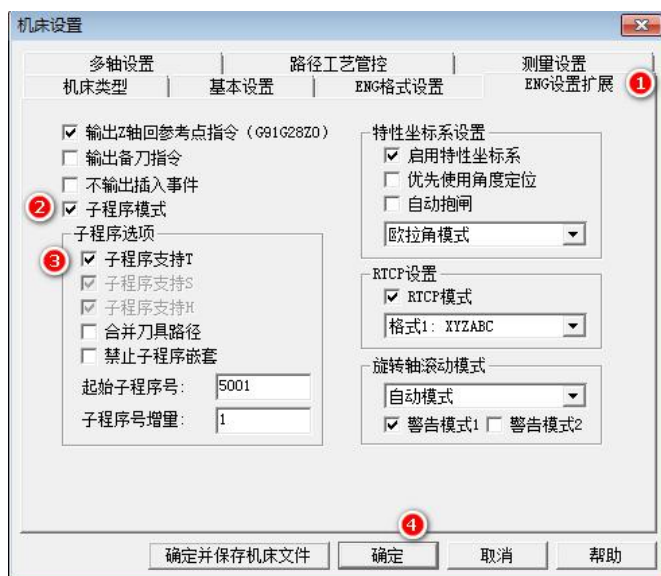 机床设置
多轴设置 路径工艺管控 测量设置
机床类型 基本设置 ENG格式设置 ENG设置扩展 1
输出Z轴回参考点指令（G91G28Z0）
输出备刀指令
不输出插入事件
2 子程序模式
子程序选项
3 子程序支持T
子程序支持S
子程序支持H
合并刀具路径
禁止子程序嵌套
起始子程序号： 5001
子程序号增量： 1
特性坐标系设置
启用特性坐标系
优先使用角度定位
自动抱闸
欧拉角模式
RTCP设置
RTCP模式
格式1：XYZABC
旋转轴滚动模式
自动模式
警告模式1 警告模式2
4
确定并保存机床文件 确定 取消 帮助